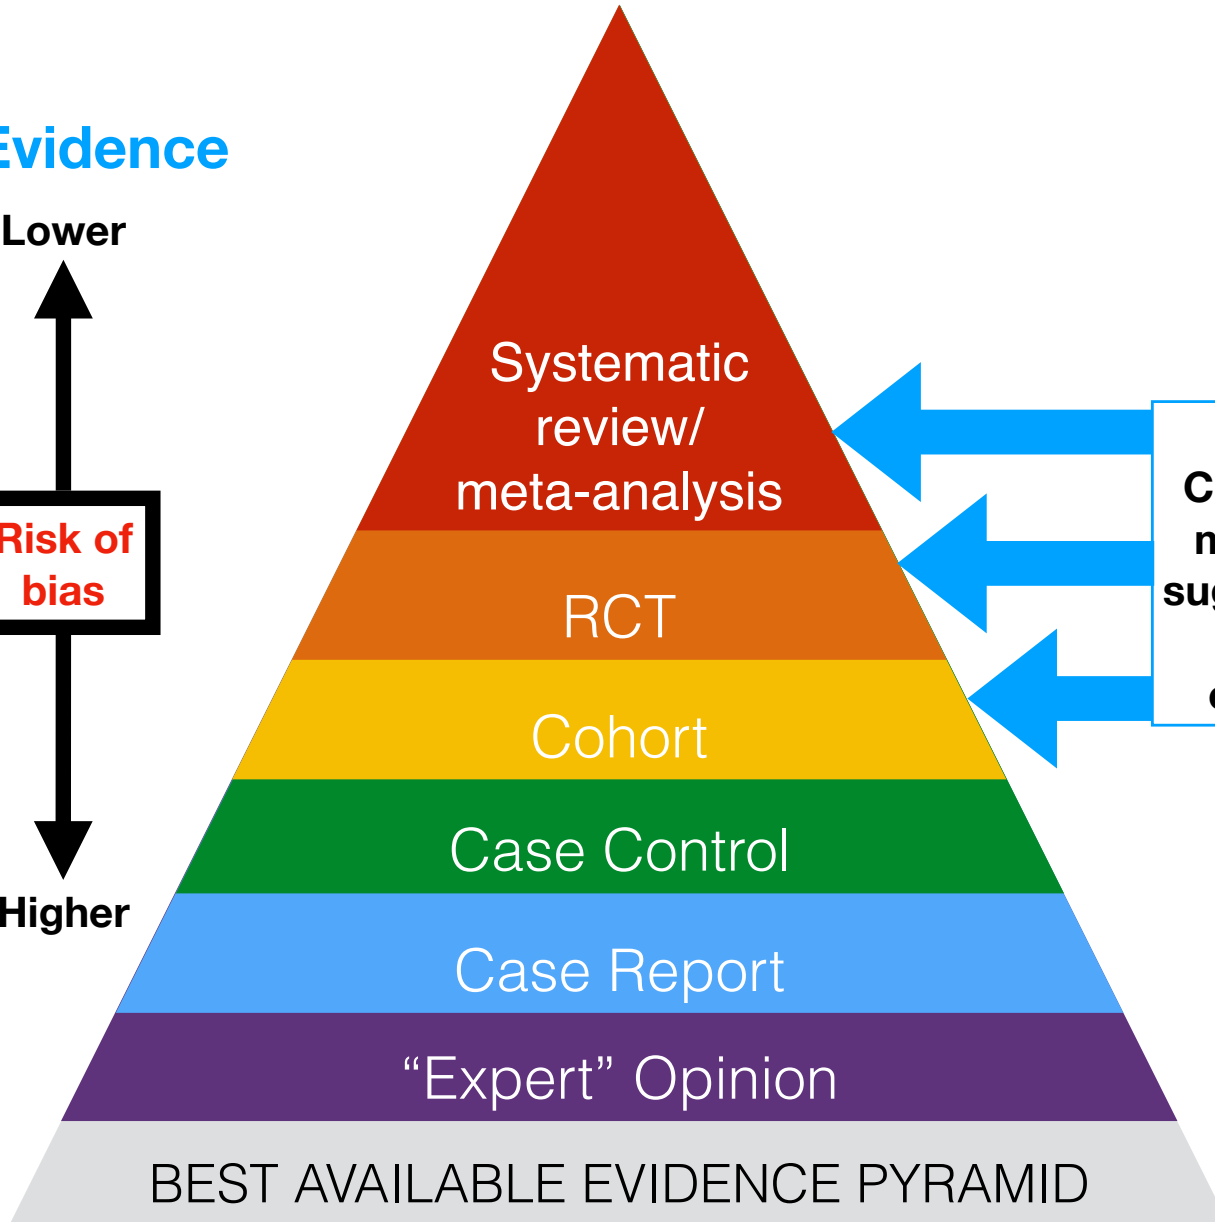 Evidence
Lower
Risk of
bias
Higher
Systematic
review/
meta-analysis
RCT
Cohort
Case Control
Case Report
“Expert” Opinion
BEST AVAILABLE EVIDENCE PYRAMID